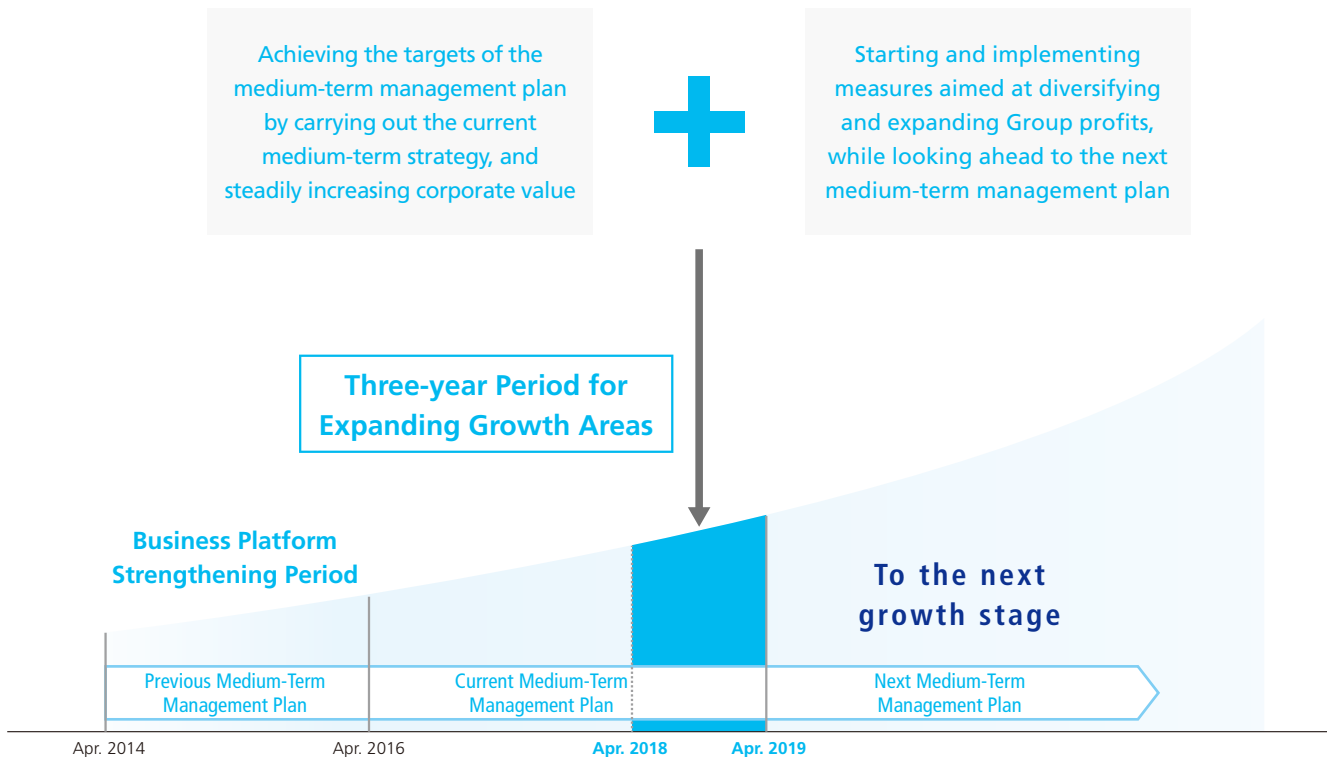 Achieving the targets of the
medium-term management plan
by carrying out the current
medium-term strategy, and
steadily increasing corporate value
Starting and implementing
measures aimed at diversifying
and expanding Group profits,
while looking ahead to the next
medium-term management plan
Three-year Period for
Expanding Growth Areas
Business Platform
Strengthening Period
To the next
growth stage
Previous Medium-Term
Management Plan
Current Medium-Term
Management Plan
Next Medium-Term
Management Plan
Apr. 2014
Apr. 2016
Apr. 2018
Apr. 2019